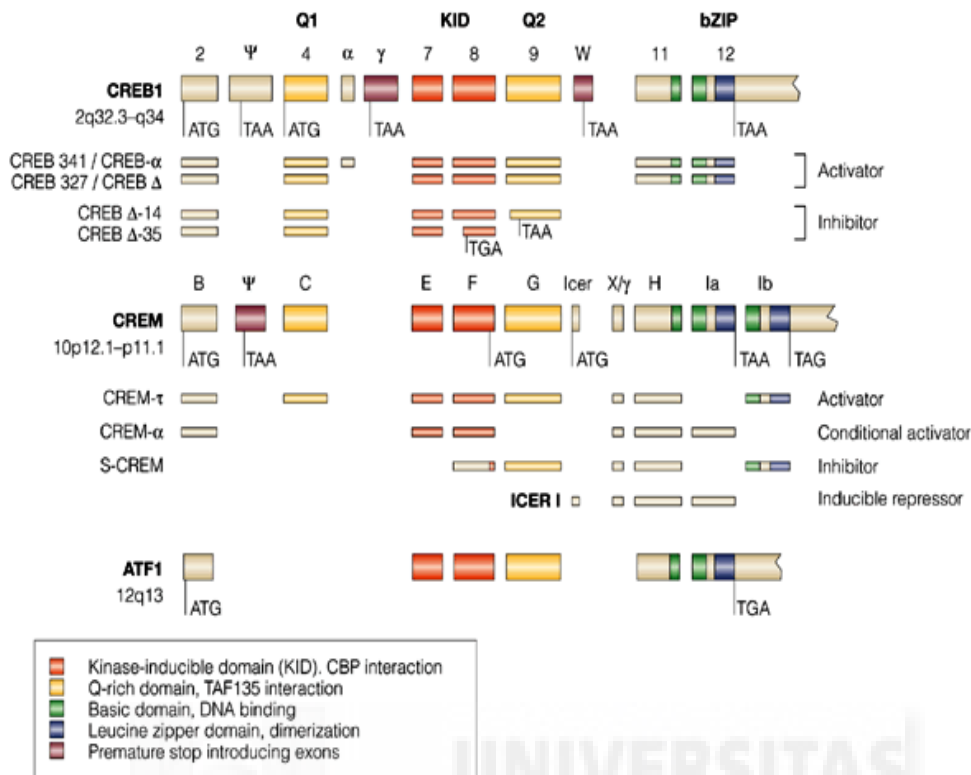 Q1 KID Q2 bZIP
2 Ψ 4 α γ 7 8 9 W 11 12
CREB1
2q32.3–q34
ATG TAA ATG TAA TAA TAA
CREB 341 / CREB-α
CREB 327 / CREB Δ
Activator
CREB Δ-14
CREB Δ-35
TAA
TGA
Inhibitor
B Ψ C E F G Icer X/γ H Ia Ib
CREM
10p12.1–p11.1
ATG TAA ATG ATG TAA TAG
CREM-τ Activator
CREM-α Conditional activator
S-CREM Inhibitor
ICER I Inducible repressor
ATF1
12q13
ATG TGA
Kinase-inducible domain (KID). CBP interaction
Q-rich domain, TAF135 interaction
Basic domain, DNA binding
Leucine zipper domain, dimerization
Premature stop introducing exons
UNIVERSITAS